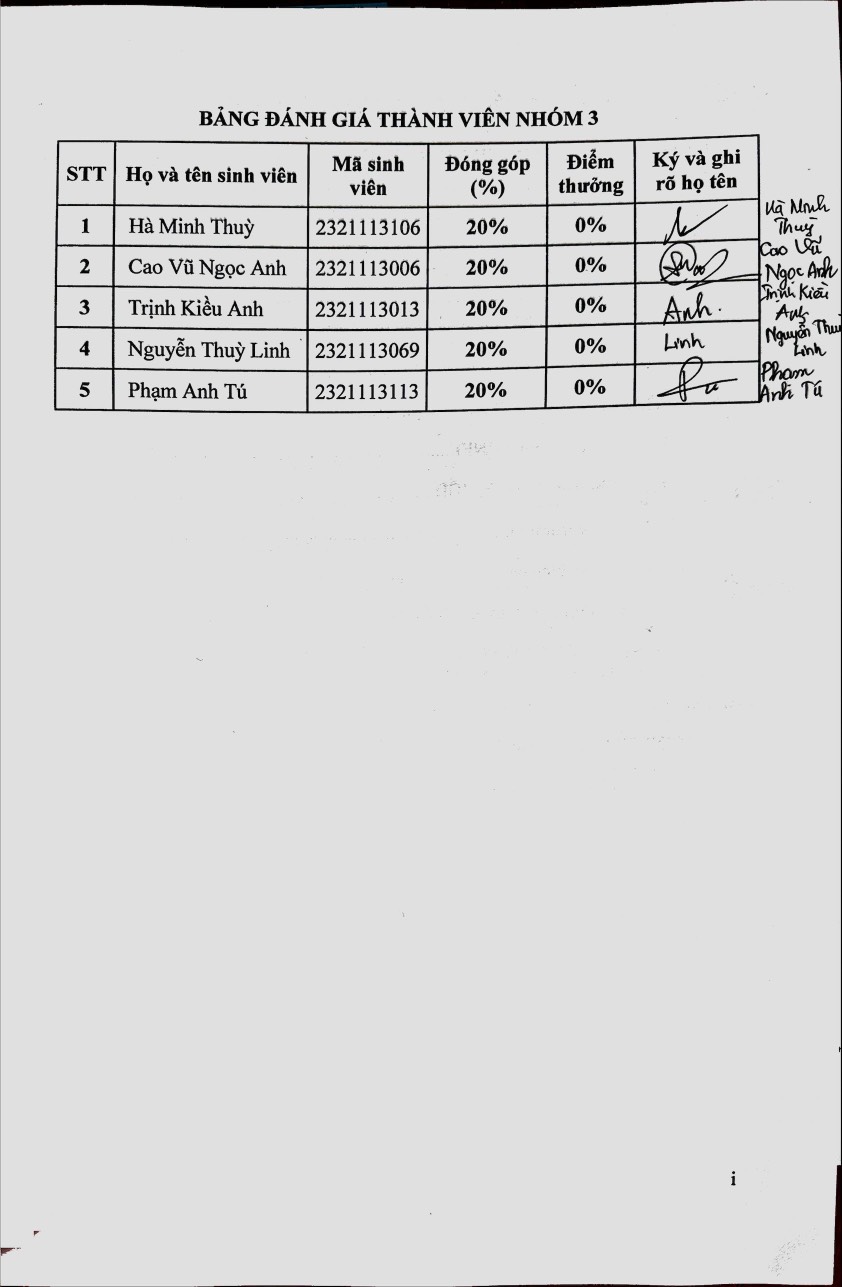 BẢNG ĐÁNH GIÁ THÀNH VIÊN NHÓM 3
STT Họ và tên sinh viên Mã sinh viên Đóng góp (%) Điểm thưởng Ký và ghi rõ họ tên
1 Hà Minh Thuỳ 2321113106 20% 0% Hà Minh Thuỳ
2 Cao Vũ Ngọc Anh 2321113006 20% 0% Cao Vũ Ngọc Anh
3 Trịnh Kiều Anh 2321113013 20% 0% Anh. Trịnh Kiều Anh
4 Nguyễn Thuỳ Linh 2321113069 20% 0% Linh Nguyễn Thuỳ Linh
5 Phạm Anh Tú 2321113113 20% 0% Phạm Anh Tú
i